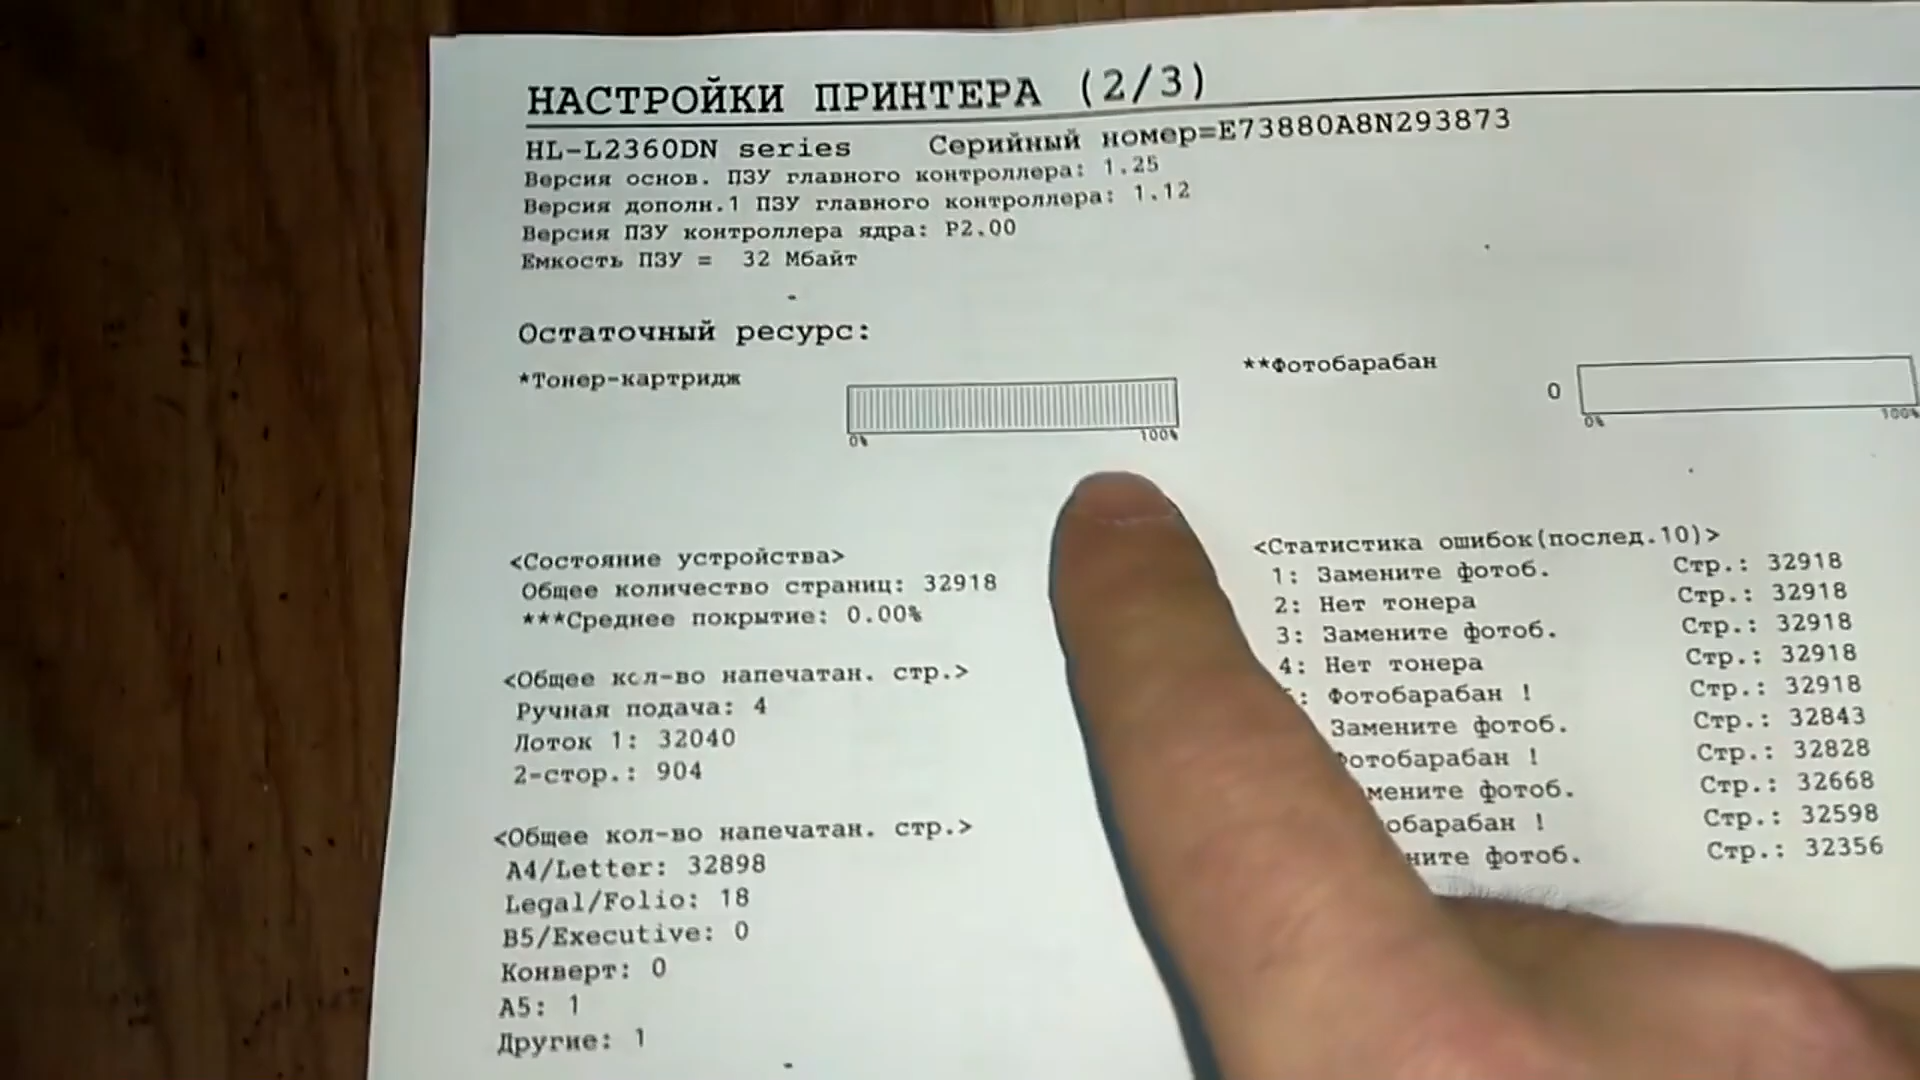 НАСТРОЙКИ ПРИНТЕРА (2/3)
HL-L2360DN series Серийный номер=E73880A8N293873
Версия основ. ПЗУ главного контроллера: 1.25
Версия дополн.1 ПЗУ главного контроллера: 1.12
Версия ПЗУ контроллера ядра: P2.00
Емкость ПЗУ = 32 Мбайт
Остаточный ресурс:
*Тонер-картридж
0% 100%
**Фотобарабан
0
0% 100%
<Состояние устройства>
Общее количество страниц: 32918
***Среднее покрытие: 0.00%
<Общее кол-во напечатан. стр.>
Ручная подача: 4
Лоток 1: 32040
2-стор.: 904
<Общее кол-во напечатан. стр.>
A4/Letter: 32898
Legal/Folio: 18
B5/Executive: 0
Конверт: 0
A5: 1
Другие: 1
<Статистика ошибок(послед.10)>
1: Замените фотоб. Стр.: 32918
2: Нет тонера Стр.: 32918
3: Замените фотоб. Стр.: 32918
4: Нет тонера Стр.: 32918
: Фотобарабан ! Стр.: 32918
Замените фотоб. Стр.: 32843
отобарабан ! Стр.: 32828
мените фотоб. Стр.: 32668
обарабан ! Стр.: 32598
ните фотоб. Стр.: 32356